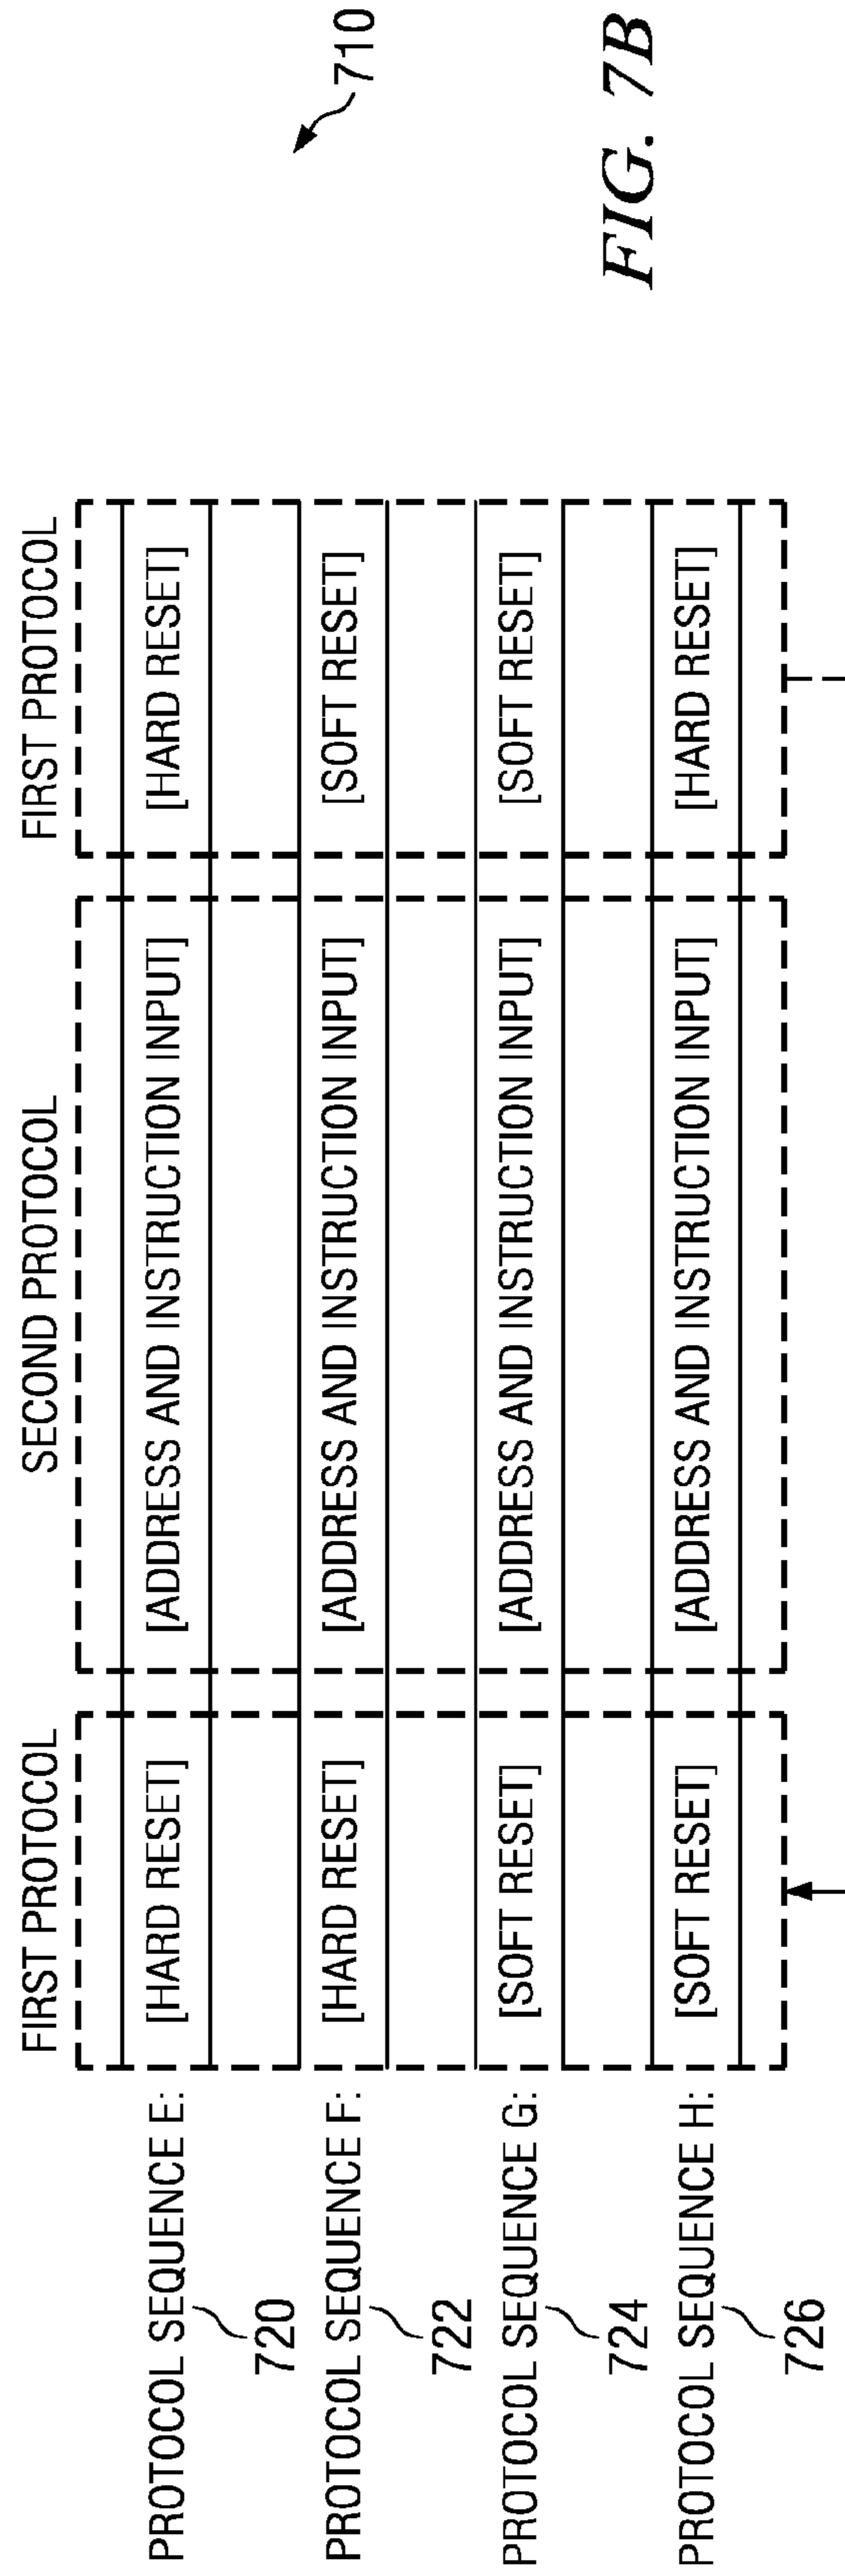 FIRST PROTOCOL SECOND PROTOCOL FIRST PROTOCOL
PROTOCOL SEQUENCE E: [HARD RESET] [ADDRESS AND INSTRUCTION INPUT] [HARD RESET]
720
PROTOCOL SEQUENCE F: [HARD RESET] [ADDRESS AND INSTRUCTION INPUT] [SOFT RESET]
722
710
PROTOCOL SEQUENCE G: [SOFT RESET] [ADDRESS AND INSTRUCTION INPUT] [SOFT RESET]
724
PROTOCOL SEQUENCE H: [SOFT RESET] [ADDRESS AND INSTRUCTION INPUT] [HARD RESET]
726
FIG. 7B